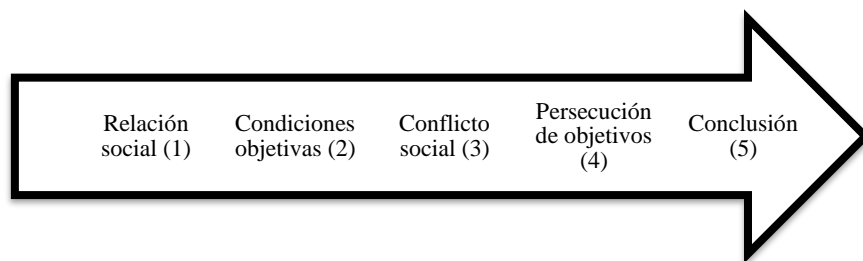 Relación
social (1)
Condiciones
objetivas (2)
Conflicto
social (3)
Persecución
de objetivos
(4)
Conclusión
(5)